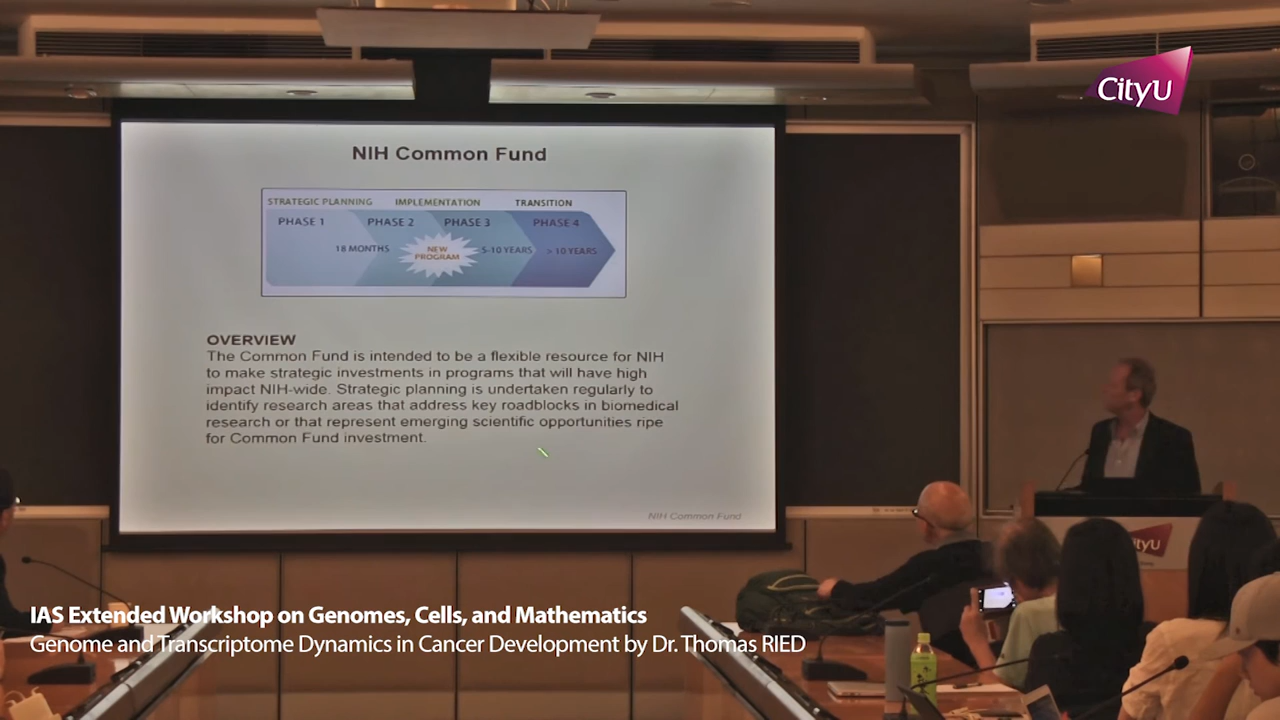 CityU
NIH Common Fund
STRATEGIC PLANNING IMPLEMENTATION TRANSITION
PHASE 1 PHASE 2 PHASE 3 PHASE 4
18 MONTHS NEW PROGRAM 5-10 YEARS > 10 YEARS
OVERVIEW
The Common Fund is intended to be a flexible resource for NIH
to make strategic investments in programs that will have high
impact NIH-wide. Strategic planning is undertaken regularly to
identify research areas that address key roadblocks in biomedical
research or that represent emerging scientific opportunities ripe
for Common Fund investment.
NIH Common Fund
ityU
IAS Extended Workshop on Genomes, Cells, and Mathematics
Genome and Transcriptome Dynamics in Cancer Development by Dr. Thomas RIED